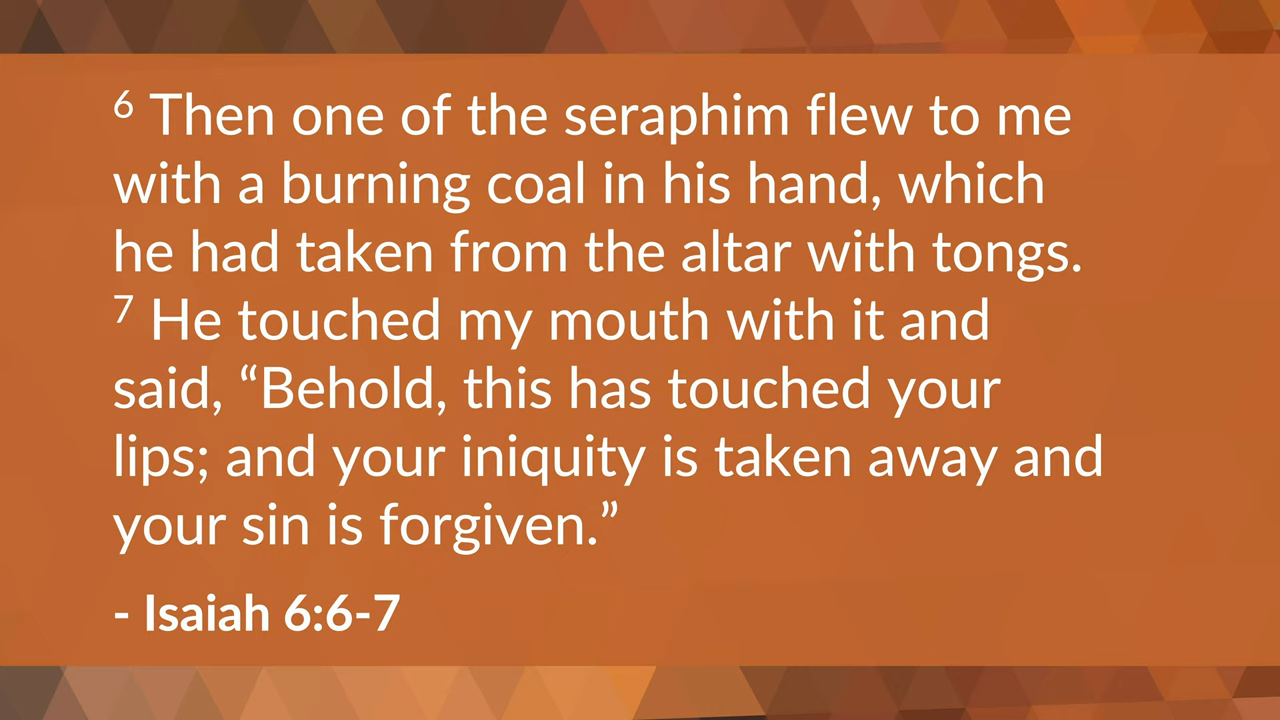 6 Then one of the seraphim flew to me
with a burning coal in his hand, which
he had taken from the altar with tongs.
7 He touched my mouth with it and
said, “Behold, this has touched your
lips; and your iniquity is taken away and
your sin is forgiven.”
- Isaiah 6:6-7